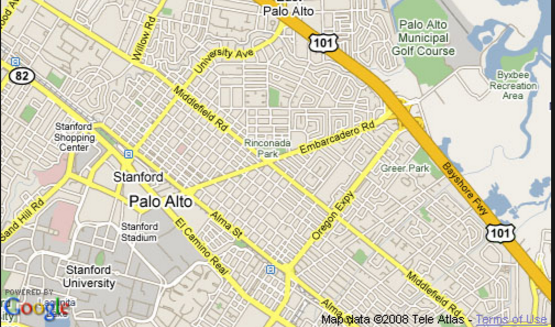 East
Palo Alto
101
Palo Alto
Municipal
Golf Course
Willow Rd
University Ave
82
Byxbee
Recreation
Area
Middlefield Rd
Stanford
Shopping
Center
Rinconada
Park
Embarcadero Rd
Greer Park
Stanford
Palo Alto
Bayshore Fwy
Sand Hill Rd
Alma St
Oregon Expy
Stanford
Stadium
El Camino Real
101
Stanford
University
Middlefield Rd
POWERED BY
Google
Alma
Map data ©2008 Tele Atlas - Terms of Use